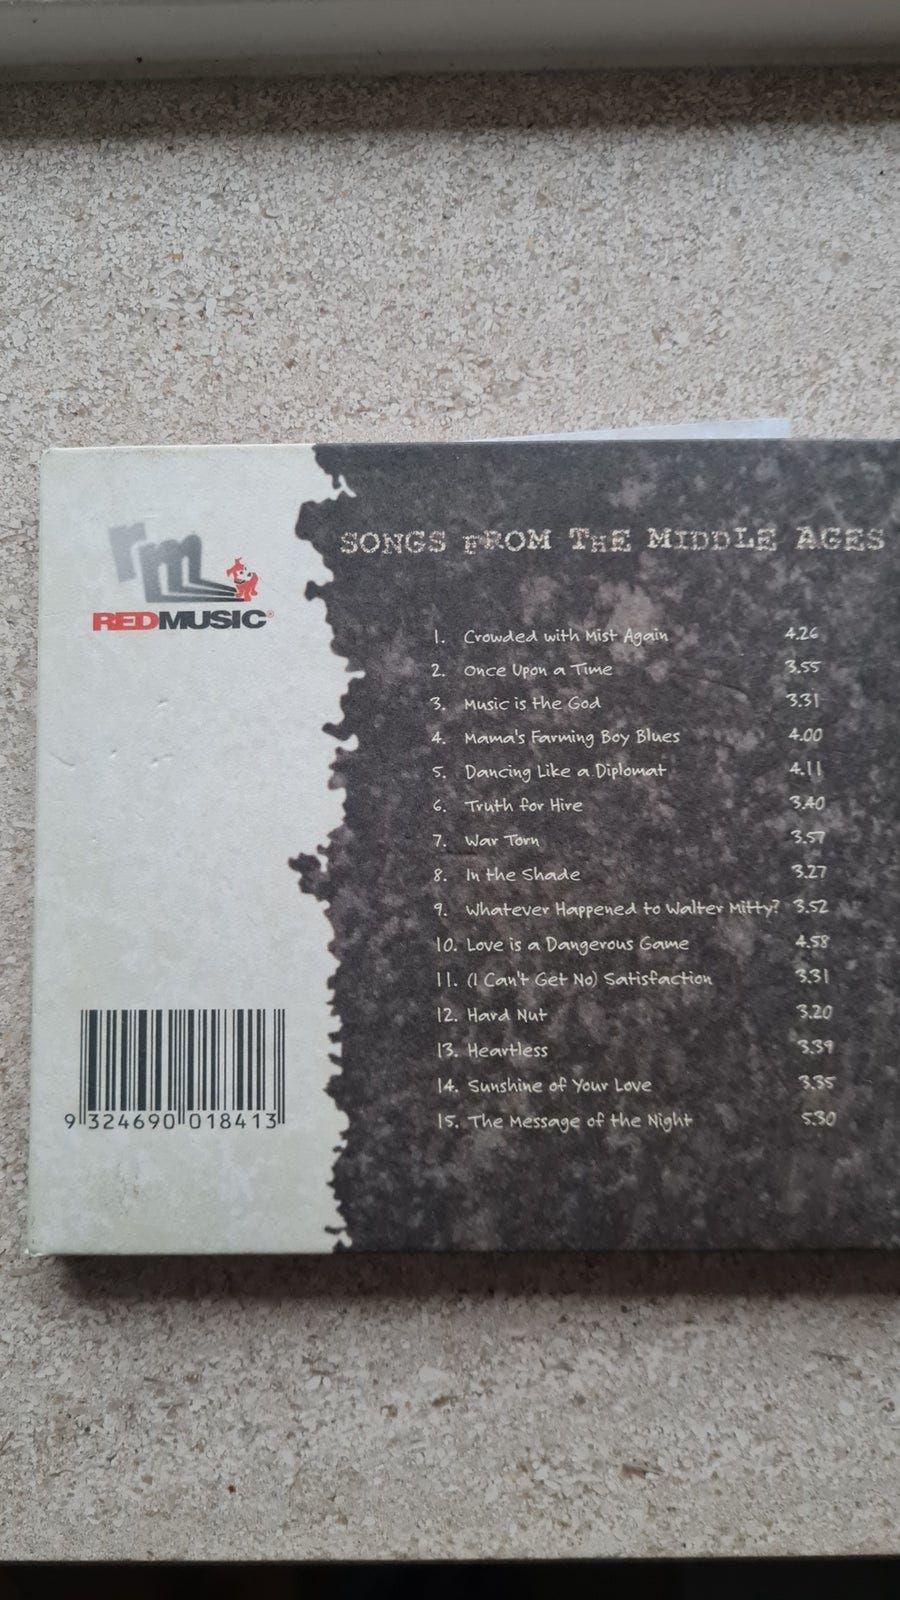 rm
REDMUSIC®
SONGS FROM THE MIDDLE AGES
1. Crowded with Mist Again 4.26
2. Once Upon a Time 3.55
3. Music is the God 3.31
4. Mama's Farming Boy Blues 4.00
5. Dancing Like a Diplomat 4.11
6. Truth for Hire 3.40
7. War Torn 3.57
8. In the Shade 3.27
9. Whatever Happened to Walter Mitty? 3.52
10. Love is a Dangerous Game 4.58
11. (I Can't Get No) Satisfaction 3.31
12. Hard Nut 3.20
13. Heartless 3.39
14. Sunshine of Your Love 3.35
15. The Message of the Night 5.30
9 324690 018413